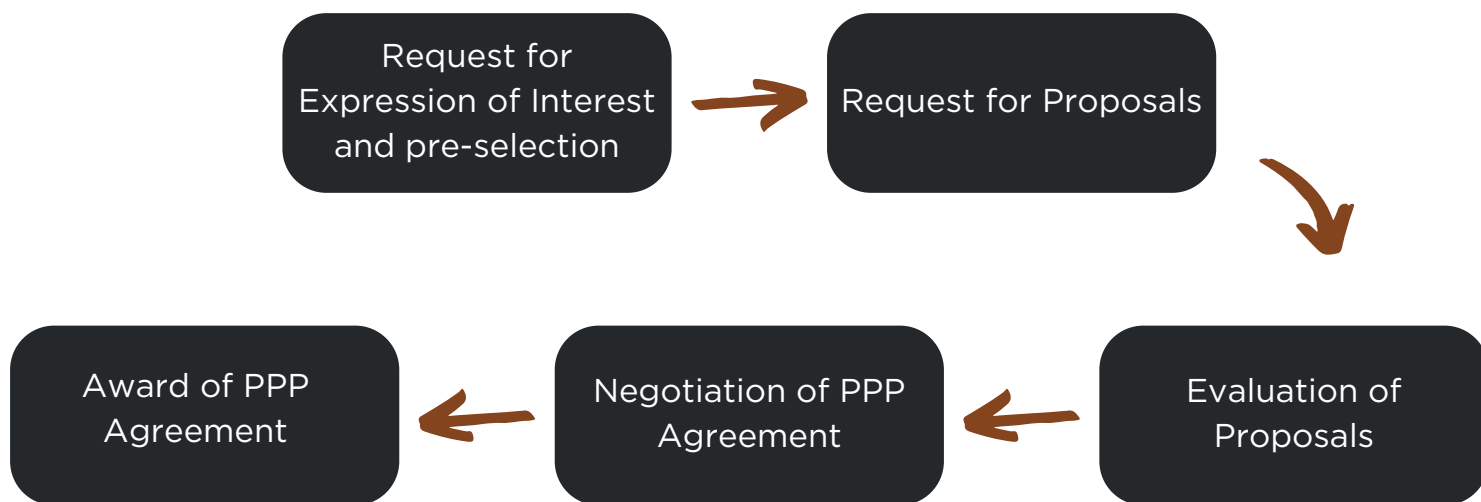 Request for
Expression of Interest
and pre-selection
Request for Proposals
Evaluation of
Proposals
Negotiation of PPP
Agreement
Award of PPP
Agreement